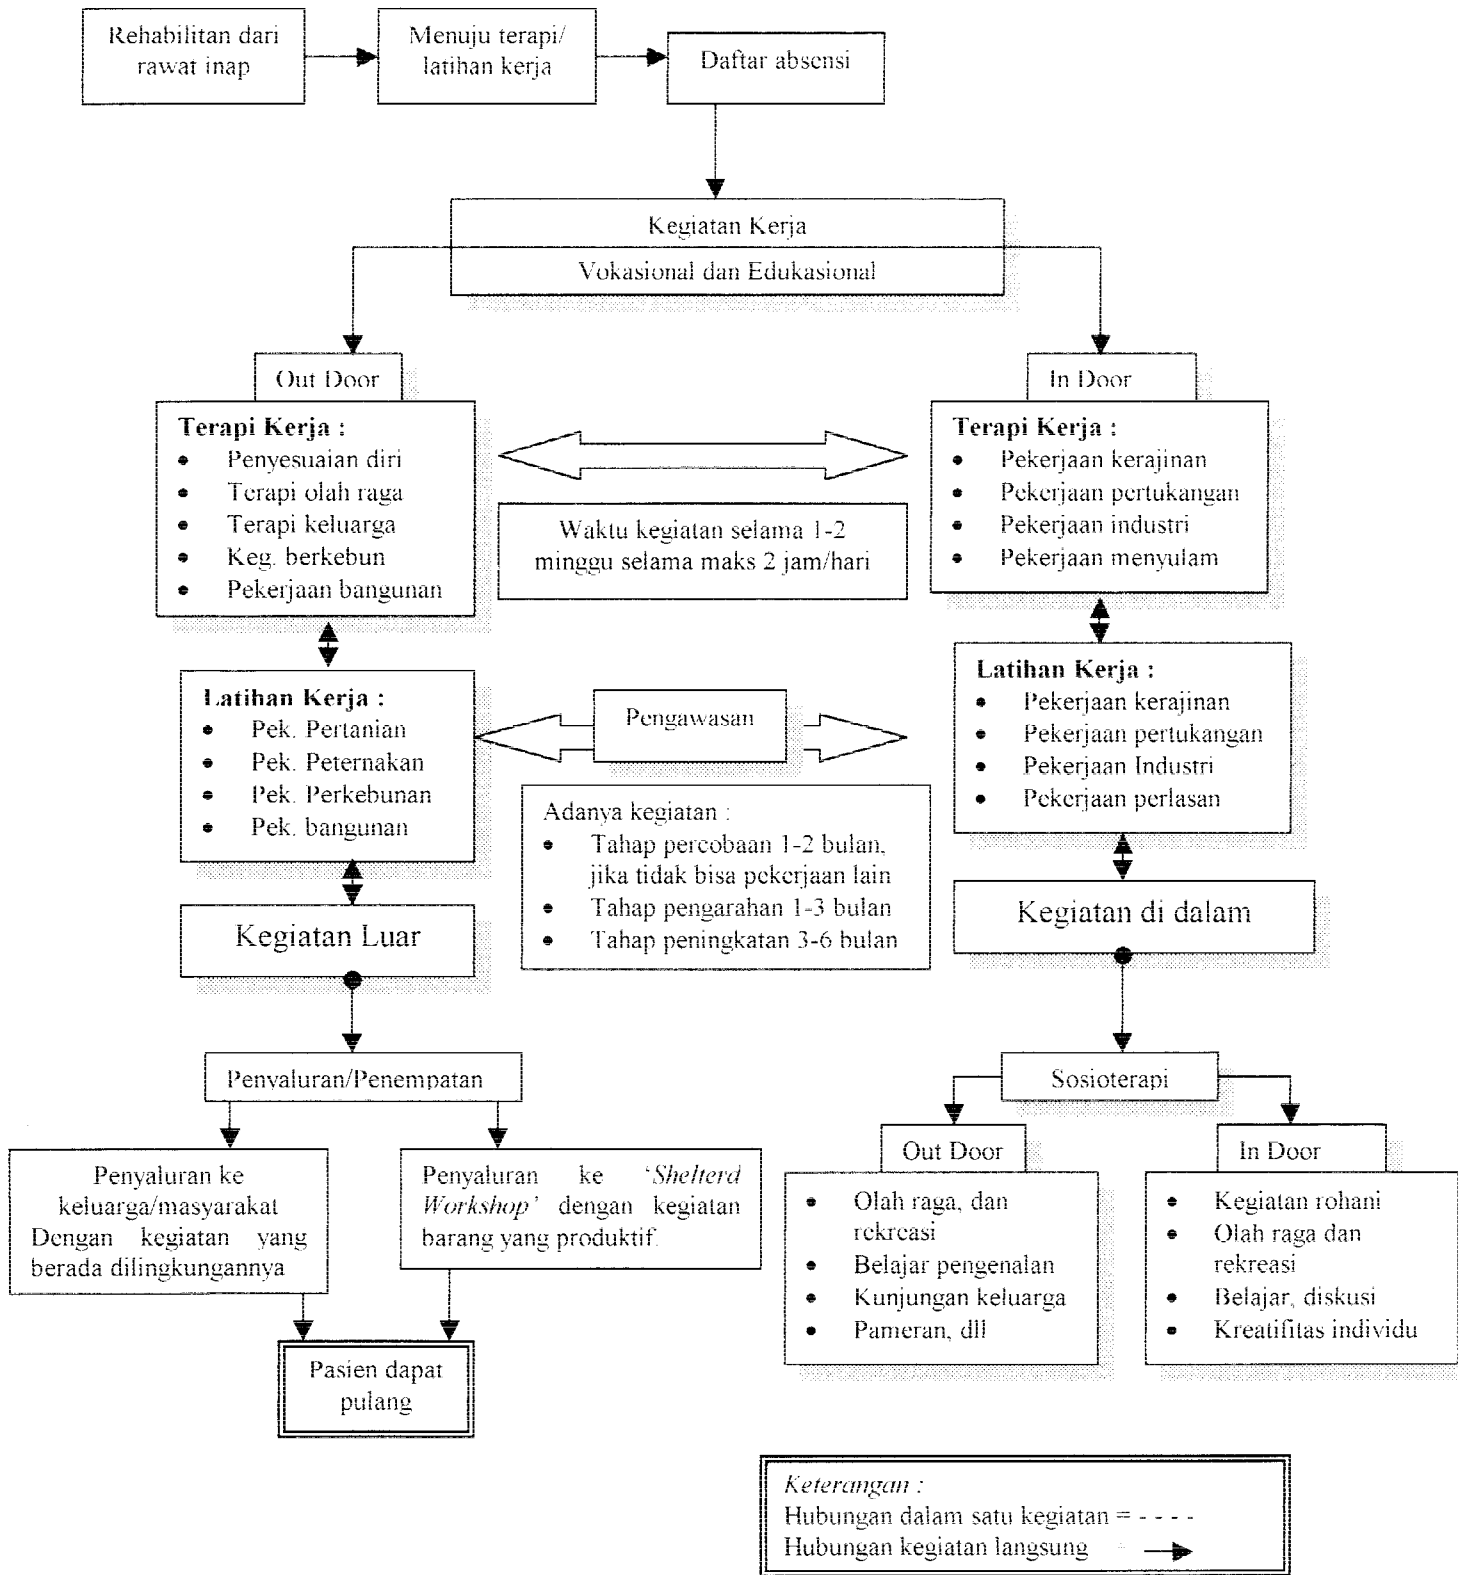 Rehabilitan dari
rawat inap
Menuju terapi/
latihan kerja
Daftar absensi
Kegiatan Kerja
Vokasional dan Edukasional
Out Door
Terapi Kerja :
• Penyesuaian diri
• Terapi olah raga
• Terapi keluarga
• Keg. berkebun
• Pekerjaan bangunan
In Door
Terapi Kerja :
• Pekerjaan kerajinan
• Pekerjaan pertukangan
• Pekerjaan industri
• Pekerjaan menyulam
Waktu kegiatan selama 1-2
minggu selama maks 2 jam/hari
Latihan Kerja :
• Pek. Pertanian
• Pek. Peternakan
• Pek. Perkebunan
• Pek. bangunan
Pengawasan
Latihan Kerja :
• Pekerjaan kerajinan
• Pekerjaan pertukangan
• Pekerjaan Industri
• Pekerjaan perlasan
Adanya kegiatan :
• Tahap percobaan 1-2 bulan,
jika tidak bisa pekerjaan lain
• Tahap pengarahan 1-3 bulan
• Tahap peningkatan 3-6 bulan
Kegiatan Luar
Kegiatan di dalam
Penyaluran/Penempatan
Sosioterapi
Penyaluran ke
keluarga/masyarakat
Dengan kegiatan yang
berada dilingkungannya
Penyaluran ke 'Shelterd
Workshop' dengan kegiatan
barang yang produktif.
Out Door
• Olah raga, dan
rekreasi
• Belajar pengenalan
• Kunjungan keluarga
• Pameran, dll
In Door
• Kegiatan rohani
• Olah raga dan
rekreasi
• Belajar, diskusi
• Kreatifitas individu
Pasien dapat
pulang
Keterangan :
Hubungan dalam satu kegiatan = - - - -
Hubungan kegiatan langsung =